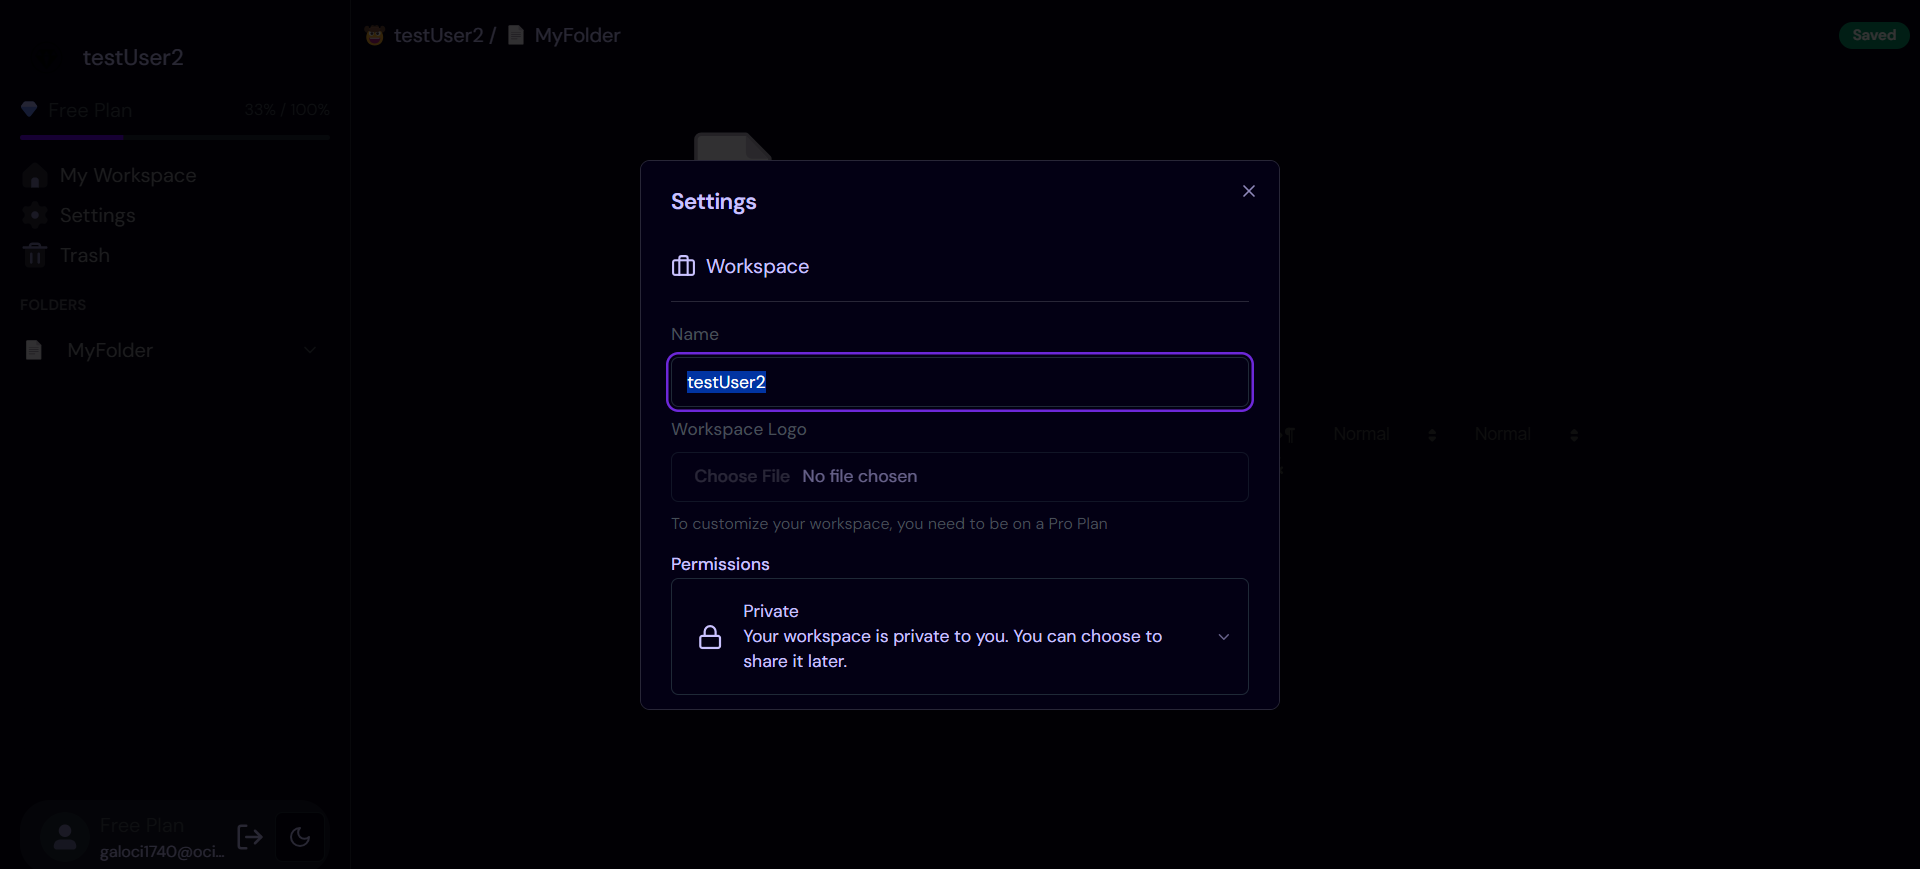 testUser2
Free Plan
33% / 100%
My Workspace
Settings
Trash
FOLDERS
MyFolder
Free Plan
galoci1740@oci...
testUser2 / MyFolder
Saved
Settings
Workspace
Name
testUser2
Workspace Logo
Choose File No file chosen
To customize your workspace, you need to be on a Pro Plan
Permissions
Private
Your workspace is private to you. You can choose to
share it later.
¶ Normal Normal